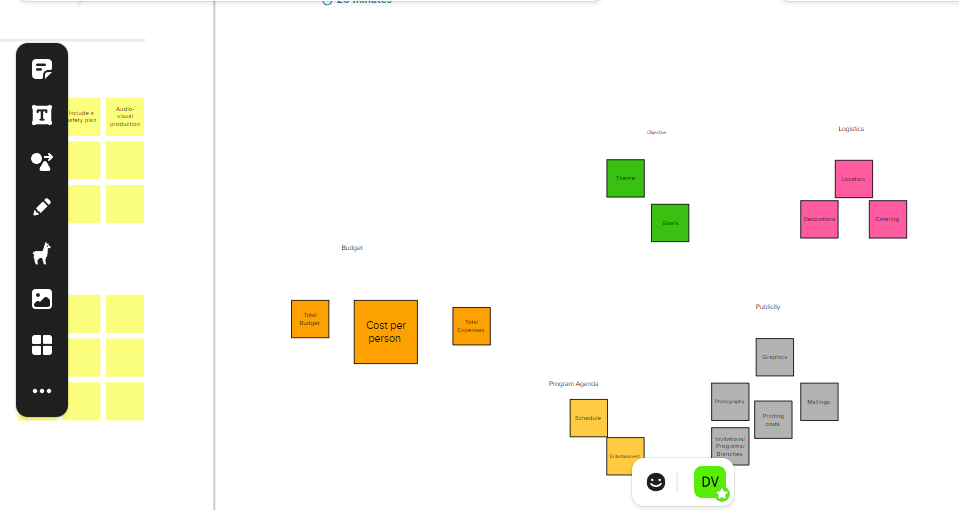 20 minutes
T
Include a
safety plan
Audio-
visual
production
Objective
Theme
Goals
Logistics
Location
Decorations
Catering
Budget
Total
Budget
Cost per
person
Total
Expenses
Publicity
Graphics
Photography
Mailings
Printing
costs
Invitations/
Programs/
Branches
Program Agenda
Schedule
Entertainment
DV